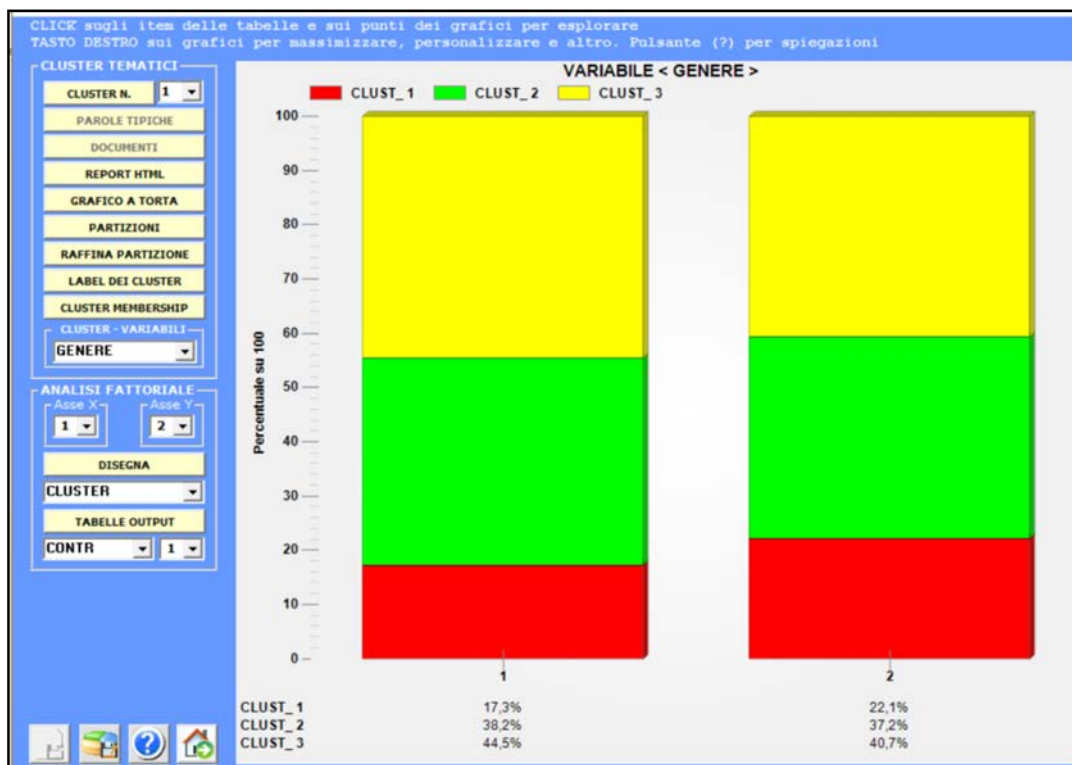 CLICK sugli item delle tabelle e sui punti dei grafici per esplorare
TASTO DESTRO sui grafici per massimizzare, personalizzare e altro. Pulsante (?) per spiegazioni
CLUSTER TEMATICI
CLUSTER N. 1
PAROLE TIPICHE
DOCUMENTI
REPORT HTML
GRAFICO A TORTA
PARTIZIONI
RAFFINA PARTIZIONE
LABEL DEI CLUSTER
CLUSTER MEMBERSHIP
CLUSTER - VARIABILI
GENERE
ANALISI FATTORIALE
Asse X Asse Y
1 2
DISEGNA
CLUSTER
TABELLE OUTPUT
CONTR 1
?
VARIABILE < GENERE >
CLUST_1 CLUST_2 CLUST_3
Percentuale su 100
100
90
80
70
60
50
40
30
20
10
0
1 2
CLUST_1 17,3% 22,1%
CLUST_2 38,2% 37,2%
CLUST_3 44,5% 40,7%